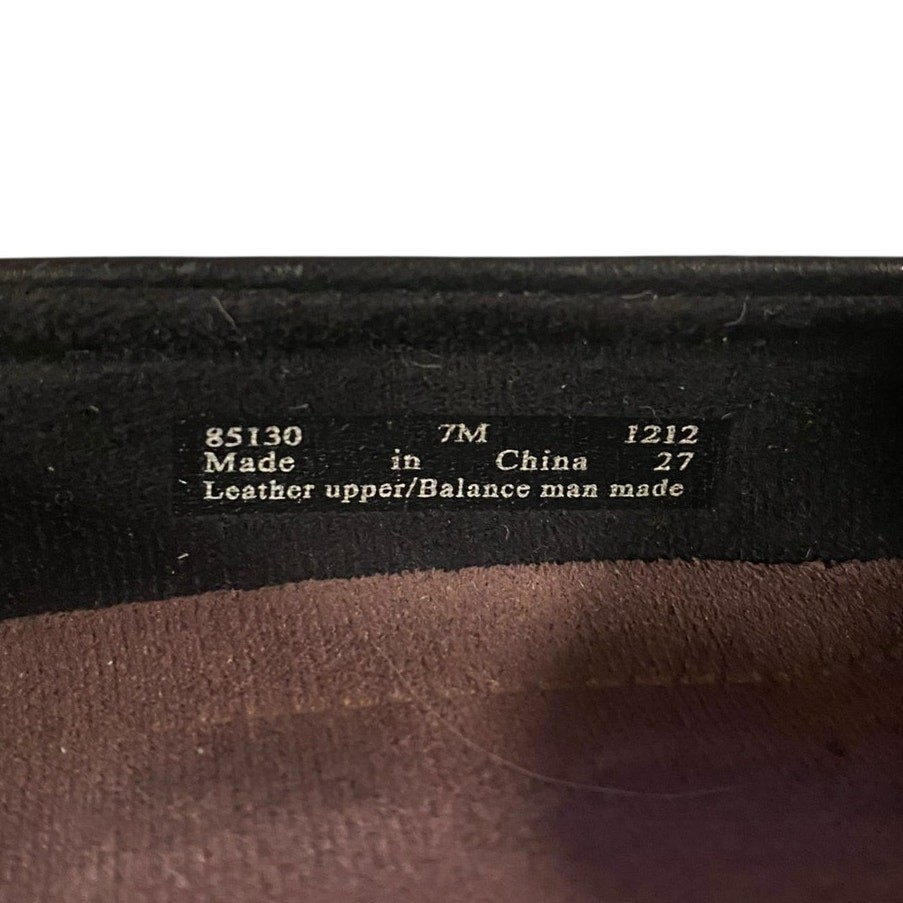 85130 7M 1212
Made in China 27
Leather upper/Balance man made